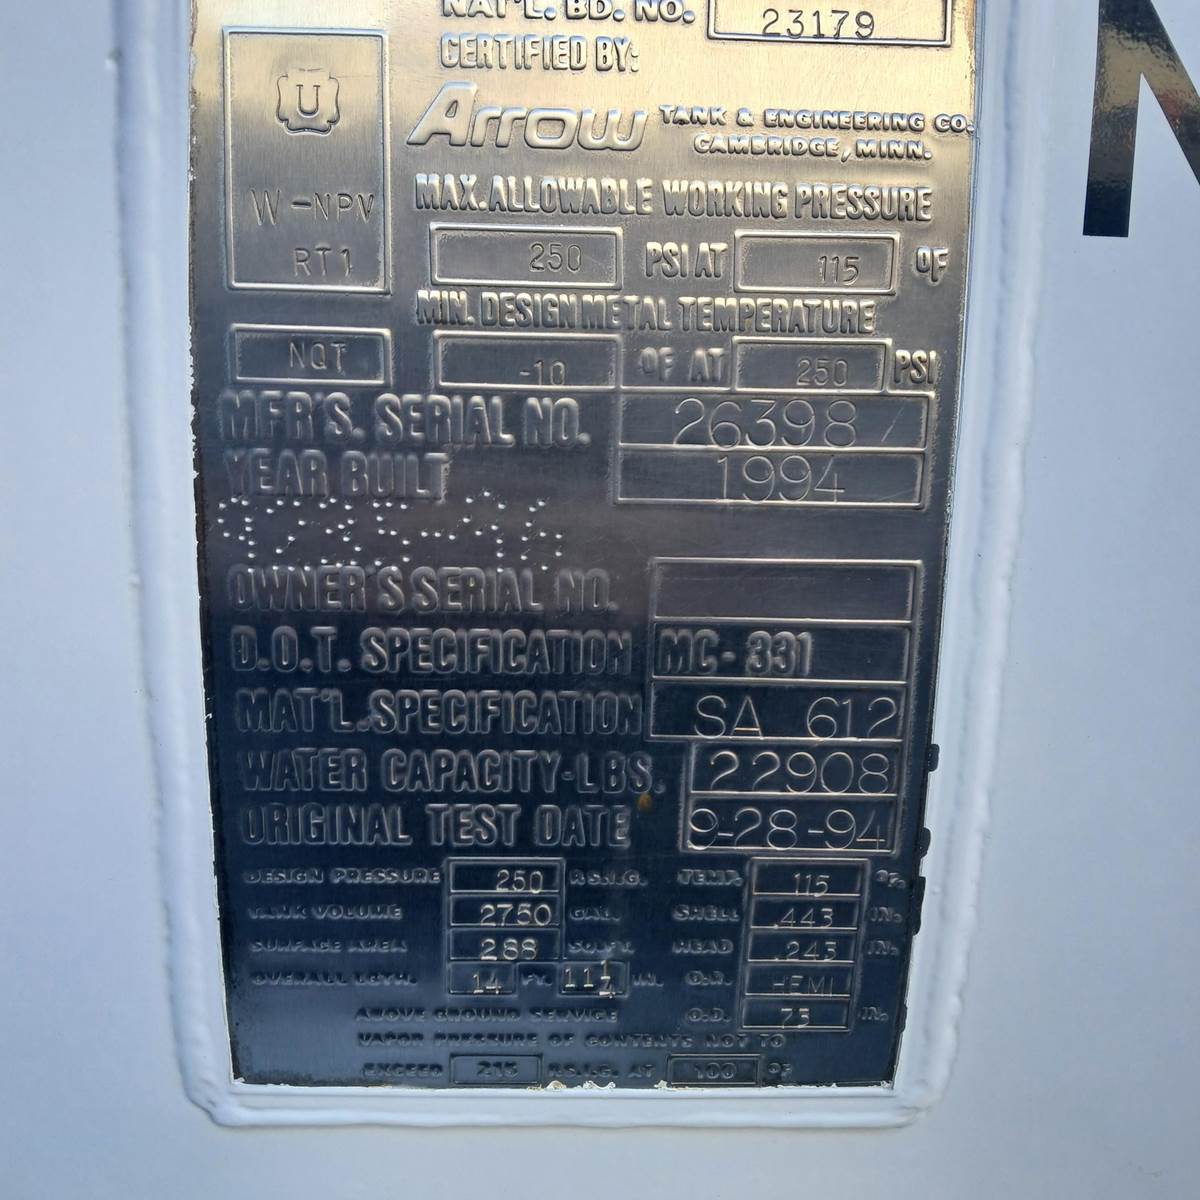 NAT'L. BD. NO. 23179
CERTIFIED BY:
U
Arrow TANK & ENGINEERING CO.
CAMBRIDGE, MINN.
W-NPV
RT1
MAX. ALLOWABLE WORKING PRESSURE
250 PSI AT 115 °F
MIN. DESIGN METAL TEMPERATURE
NQT -10 °F AT 250 PSI
MFR'S. SERIAL NO. 26398
YEAR BUILT 1994
OWNER'S SERIAL NO.
D.O.T. SPECIFICATION MC-331
MAT'L. SPECIFICATION SA 612
WATER CAPACITY-LBS. 22908
ORIGINAL TEST DATE 9-28-94
DESIGN PRESSURE 250 P.S.I.G. TEMP. 115 °F.
TANK VOLUME 2750 GAL. SHELL .443 IN.
SURFACE AREA 288 SQ.FT. HEAD .243 IN.
OVERALL LGTH. 14 FT. 11 1/4 IN. HEMI
ABOVE GROUND SERVICE O.D. 75 IN.
VAPOR PRESSURE OF CONTENTS NOT TO
EXCEED 215 P.S.I.G. AT 100 °F
N